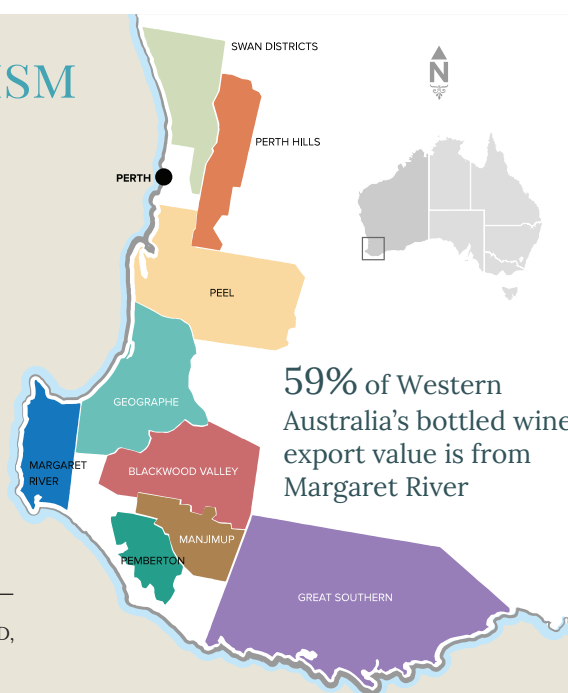 SWAN DISTRICTS
N
PERTH HILLS
PERTH
PEEL
59% of Western
Australia's bottled wine
export value is from
Margaret River
GEOGRAPHE
MARGARET
RIVER
BLACKWOOD VALLEY
MANJIMUP
PEMBERTON
GREAT SOUTHERN